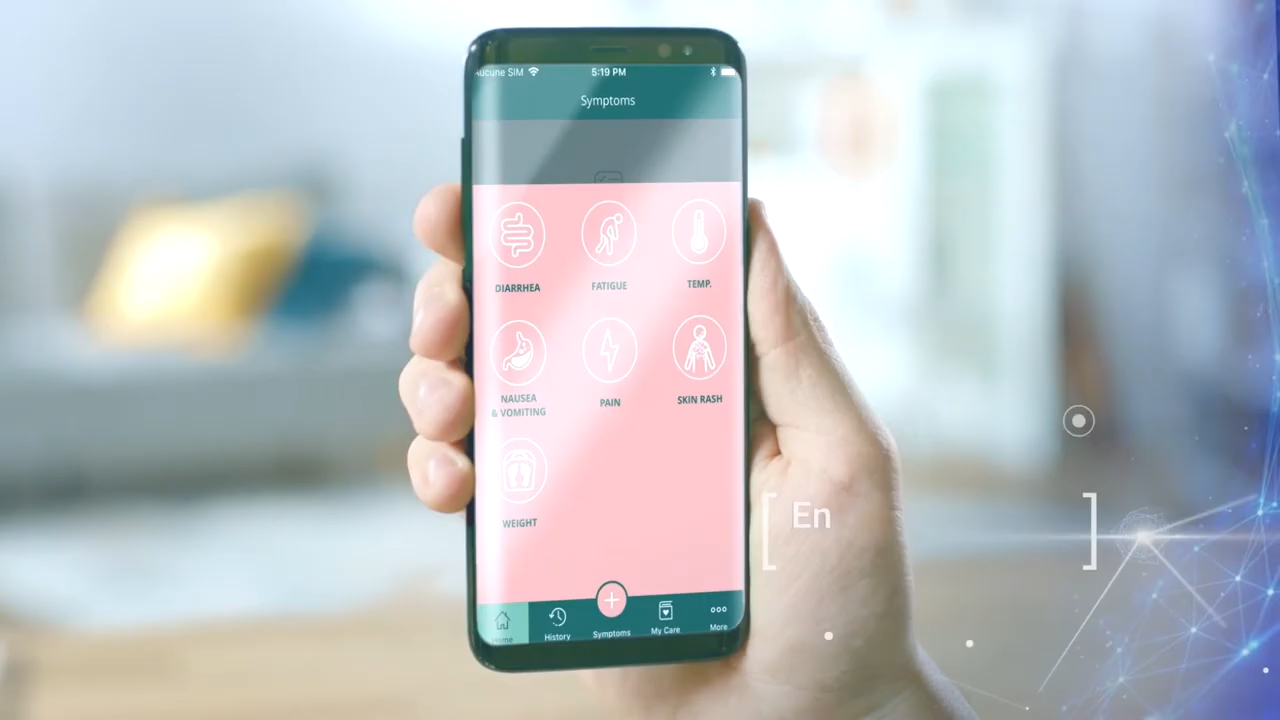 Aucune SIM 5:19 PM
Symptoms
DIARRHEA FATIGUE TEMP.
NAUSEA
& VOMITING PAIN SKIN RASH
WEIGHT
Home History Symptoms My Care More
[ En ]